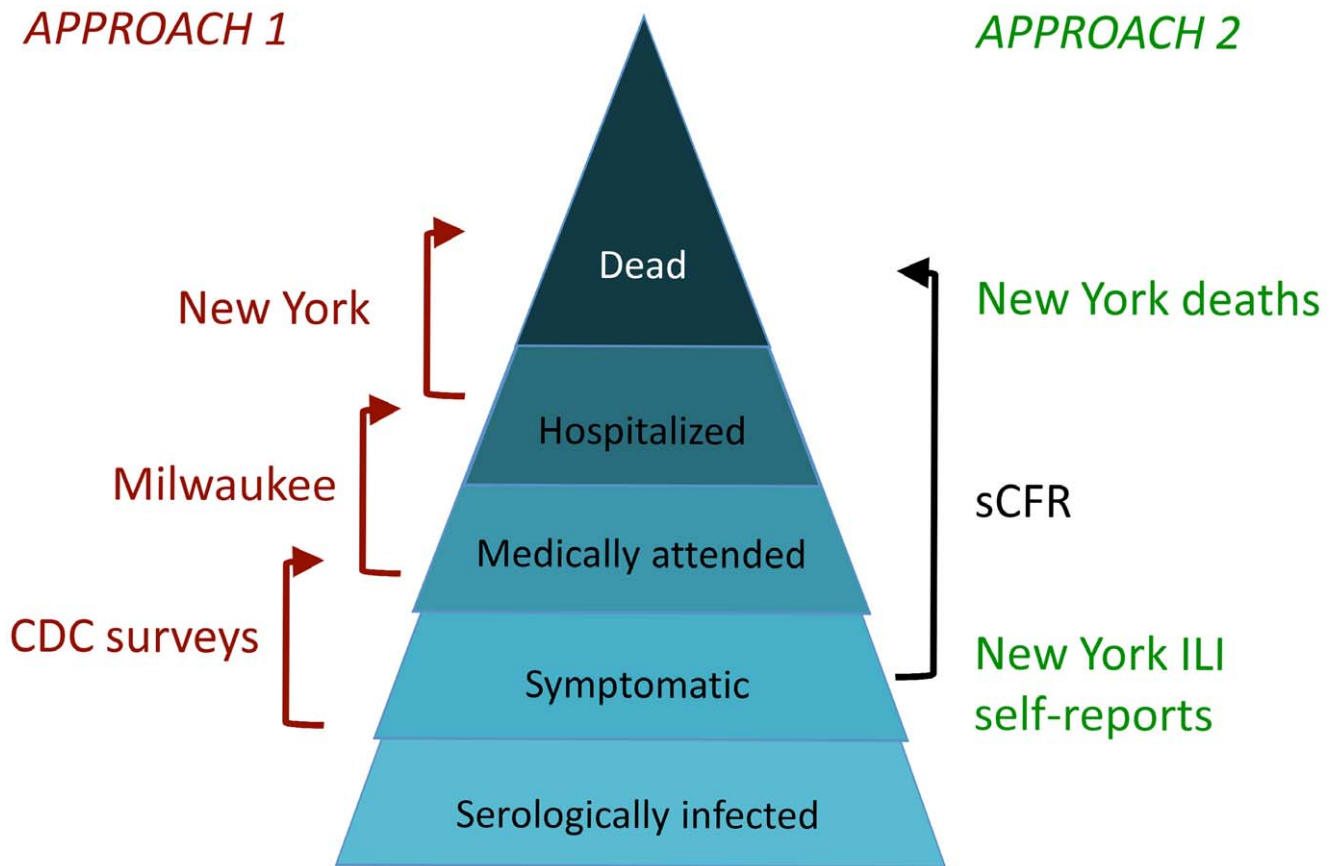 APPROACH 1
APPROACH 2
Dead
New York
New York deaths
Hospitalized
Milwaukee
sCFR
Medically attended
CDC surveys
New York ILI
self-reports
Symptomatic
Serologically infected